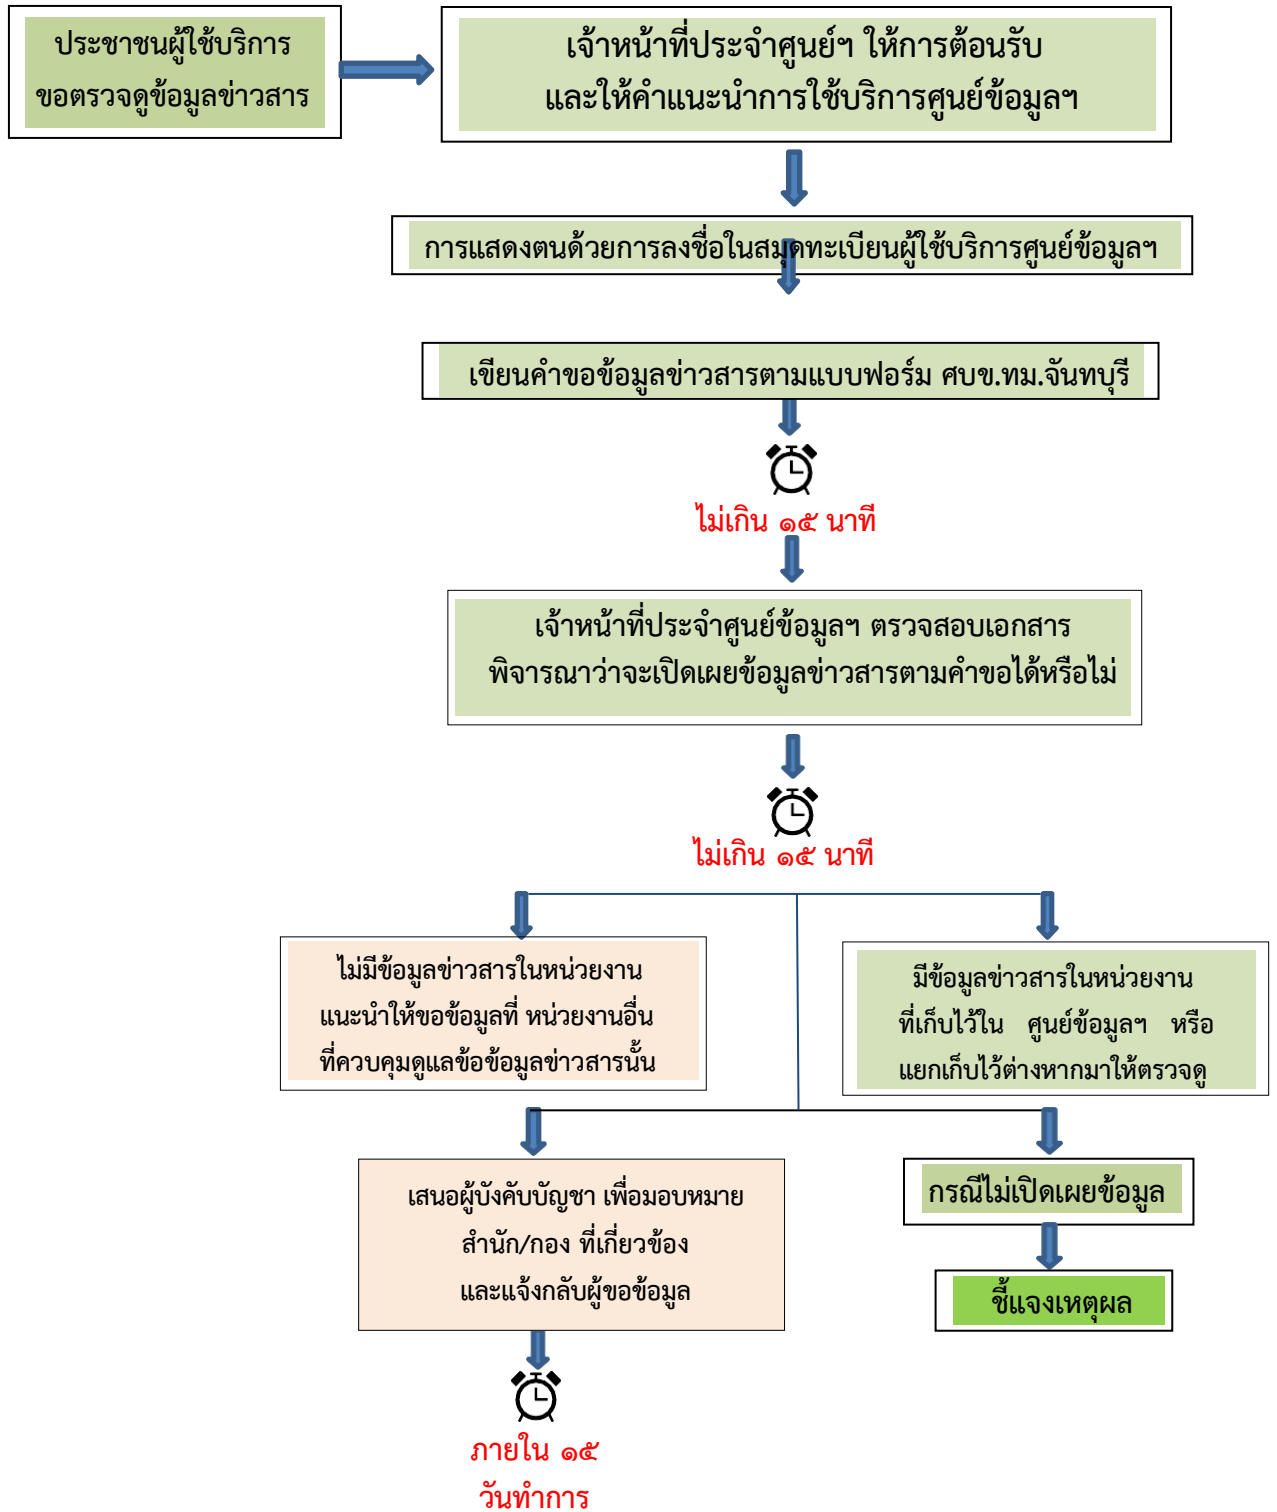 ประชาชนผู้ใช้บริการ
ขอตรวจดูข้อมูลข่าวสาร
เจ้าหน้าที่ประจำศูนย์ฯ ให้การต้อนรับ
และให้คำแนะนำการใช้บริการศูนย์ข้อมูลฯ
การแสดงตนด้วยการลงชื่อในสมุดทะเบียนผู้ใช้บริการศูนย์ข้อมูลฯ
เขียนคำขอข้อมูลข่าวสารตามแบบฟอร์ม ศบข.ทม.จันทบุรี
ไม่เกิน ๑๕ นาที
เจ้าหน้าที่ประจำศูนย์ข้อมูลฯ ตรวจสอบเอกสาร
พิจารณาว่าจะเปิดเผยข้อมูลข่าวสารตามคำขอได้หรือไม่
ไม่เกิน ๑๕ นาที
ไม่มีข้อมูลข่าวสารในหน่วยงาน
แนะนำให้ขอข้อมูลที่ หน่วยงานอื่น
ที่ควบคุมดูแลข้อข้อมูลข่าวสารนั้น
มีข้อมูลข่าวสารในหน่วยงาน
ที่เก็บไว้ใน ศูนย์ข้อมูลฯ หรือ
แยกเก็บไว้ต่างหากมาให้ตรวจดู
เสนอผู้บังคับบัญชา เพื่อมอบหมาย
สำนัก/กอง ที่เกี่ยวข้อง
และแจ้งกลับผู้ขอข้อมูล
กรณีไม่เปิดเผยข้อมูล
ชี้แจงเหตุผล
ภายใน ๑๕
วันทำการ